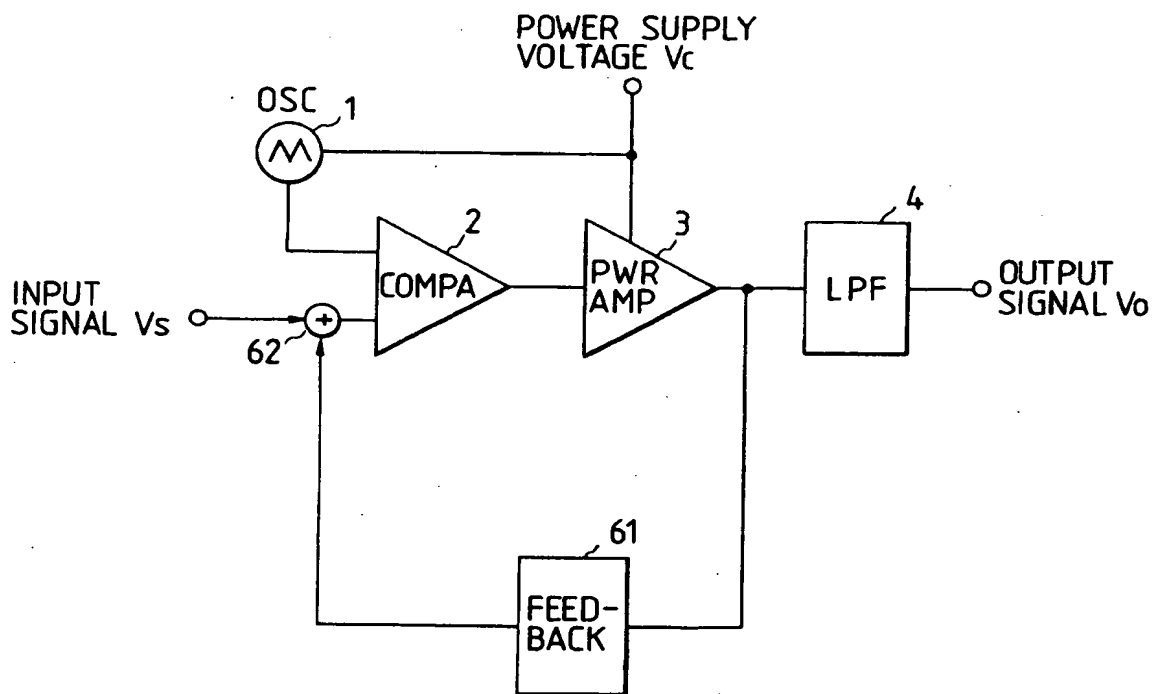 POWER SUPPLY
VOLTAGE Vc
OSC
1
2
COMPA
3
PWR
AMP
4
LPF
INPUT
SIGNAL Vs
62
+
OUTPUT
SIGNAL Vo
61
FEED-
BACK